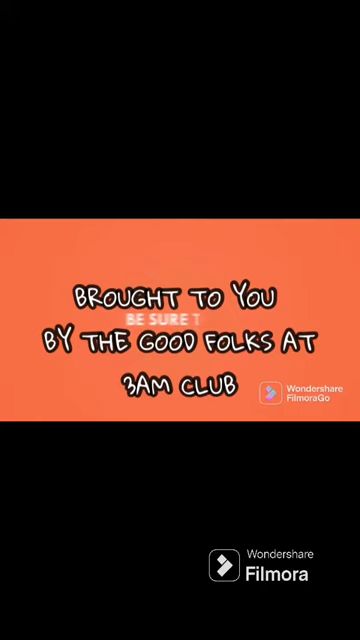 BROUGHT TO YOU
BE SURE T
BY THE GOOD FOLKS AT
3AM CLUB
Wondershare
FilmoraGo
Wondershare
Filmora